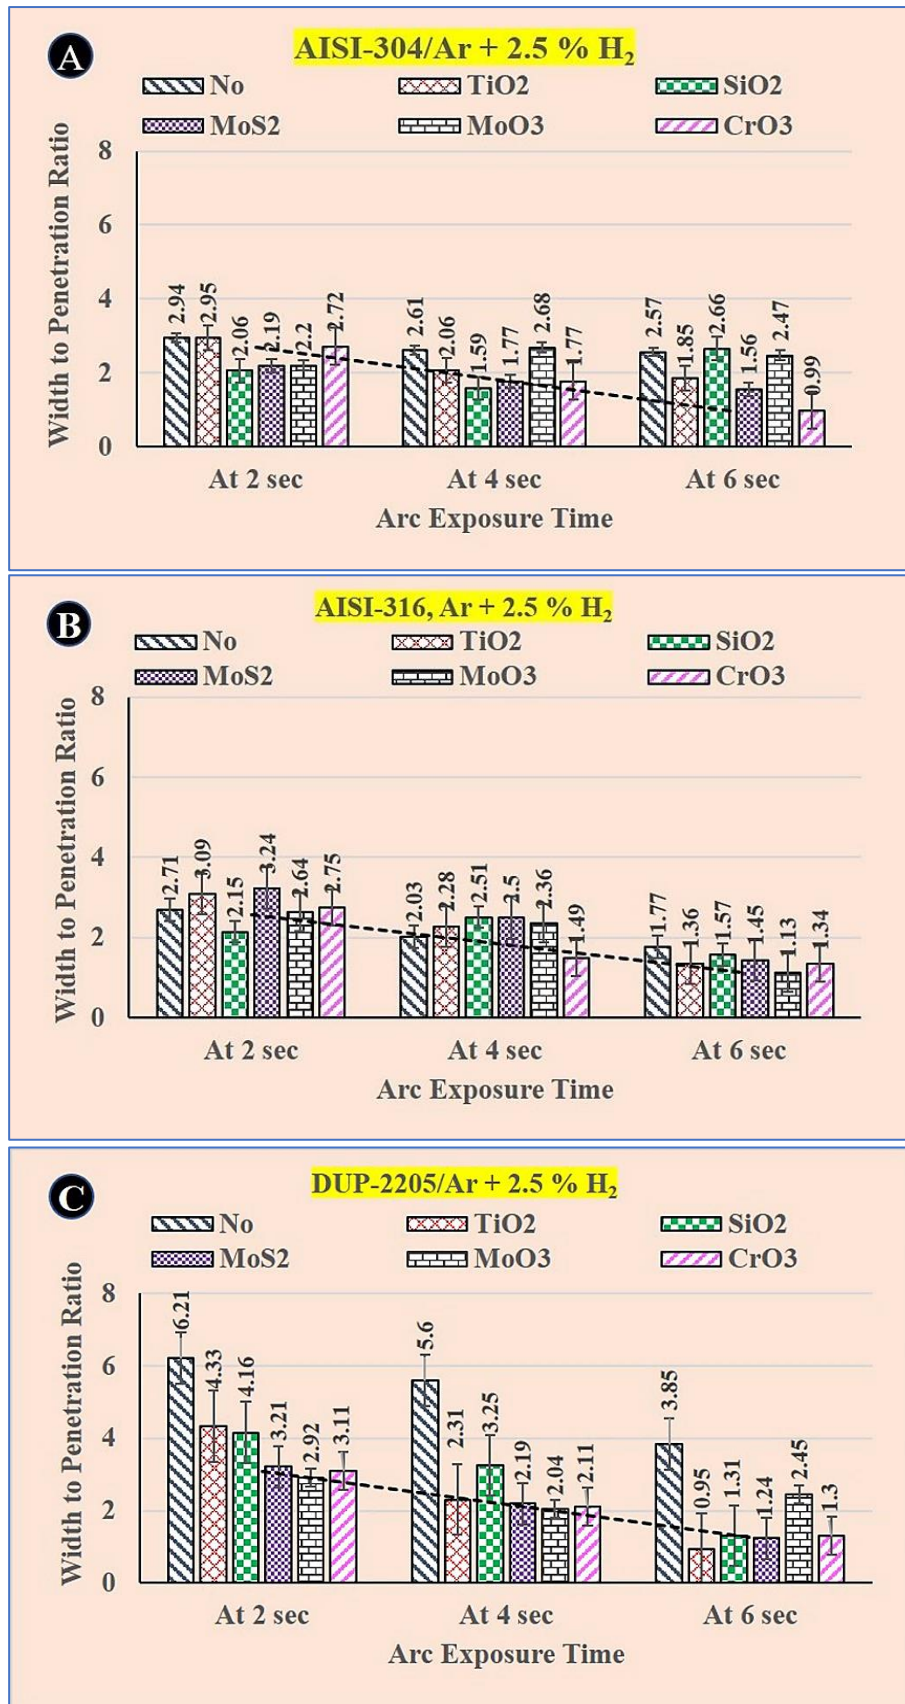 A
AISI-304/Ar + 2.5 % H₂
No TiO2 SiO2
MoS2 MoO3 CrO3
Width to Penetration Ratio
8
6
4
2
0
2.94 2.95 2.06 2.19 2.2 2.72
2.61 2.06 1.59 1.77 2.68 1.77
2.57 1.85 2.66 1.56 2.47 0.99
At 2 sec At 4 sec At 6 sec
Arc Exposure Time
B
AISI-316, Ar + 2.5 % H₂
No TiO2 SiO2
MoS2 MoO3 CrO3
Width to Penetration Ratio
8
6
4
2
0
2.71 3.09 2.15 3.24 2.64 2.75
2.03 2.28 2.51 2.5 2.36 1.49
1.77 1.36 1.57 1.45 1.13 1.34
At 2 sec At 4 sec At 6 sec
Arc Exposure Time
C
DUP-2205/Ar + 2.5 % H₂
No TiO2 SiO2
MoS2 MoO3 CrO3
Width to Penetration Ratio
8
6
4
2
0
6.21 4.33 4.16 3.21 2.92 3.11
5.6 2.31 3.25 2.19 2.04 2.11
3.85 0.95 1.31 1.24 2.45 1.3
At 2 sec At 4 sec At 6 sec
Arc Exposure Time